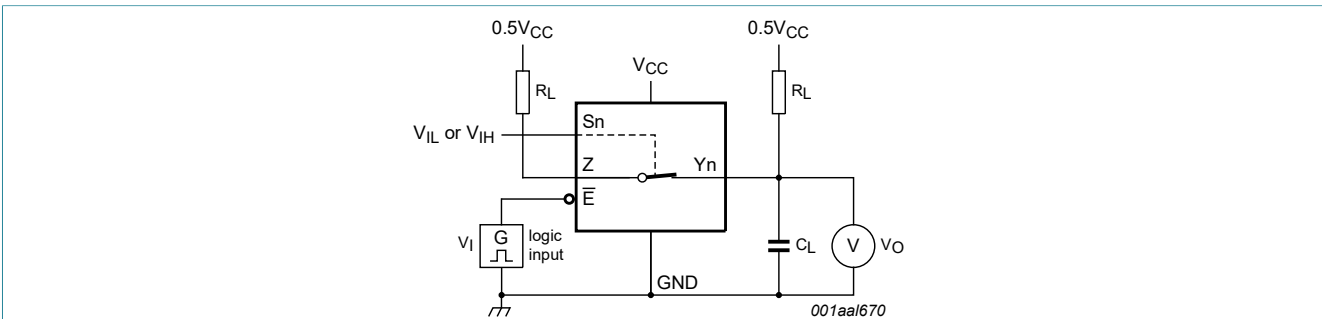 0.5VCC
0.5VCC
VCC
RL
RL
Sn
VIL or VIH
Z
Yn
E̅
VI
G
logic
input
CL
V
VO
GND
001aal670